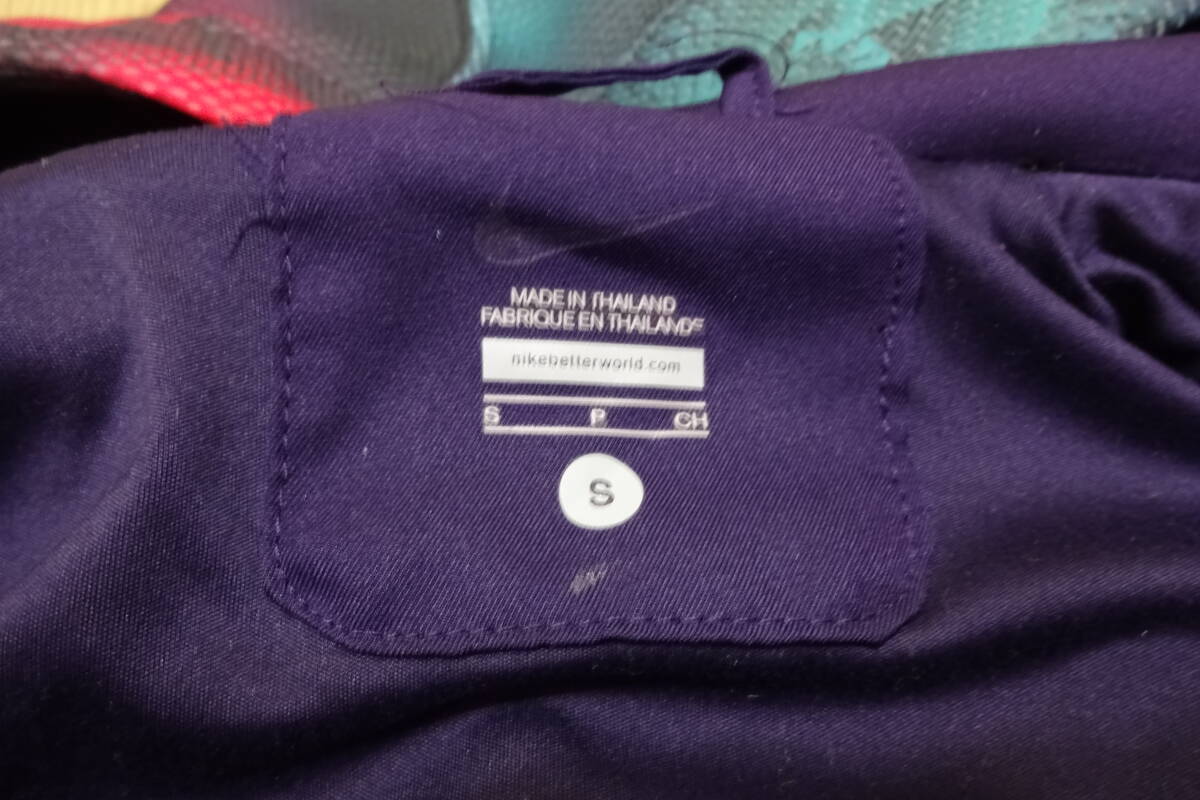 MADE IN THAILAND
FABRIQUE EN THAILANDE
nikebetterworld.com
S P CH
S